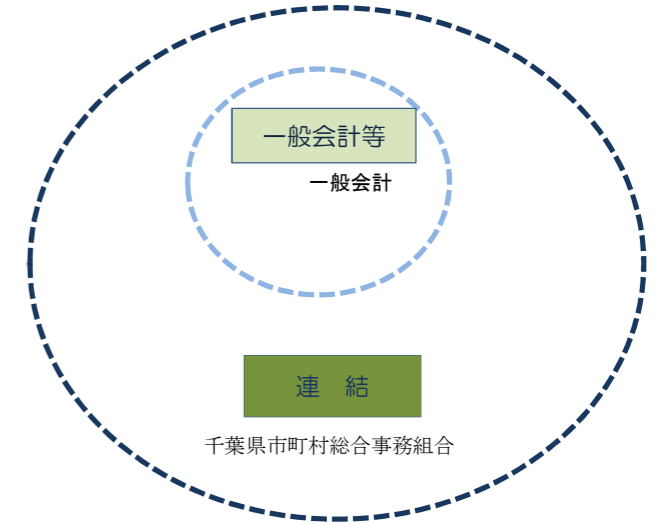 一般会計等
一般会計
連　結
千葉県市町村総合事務組合